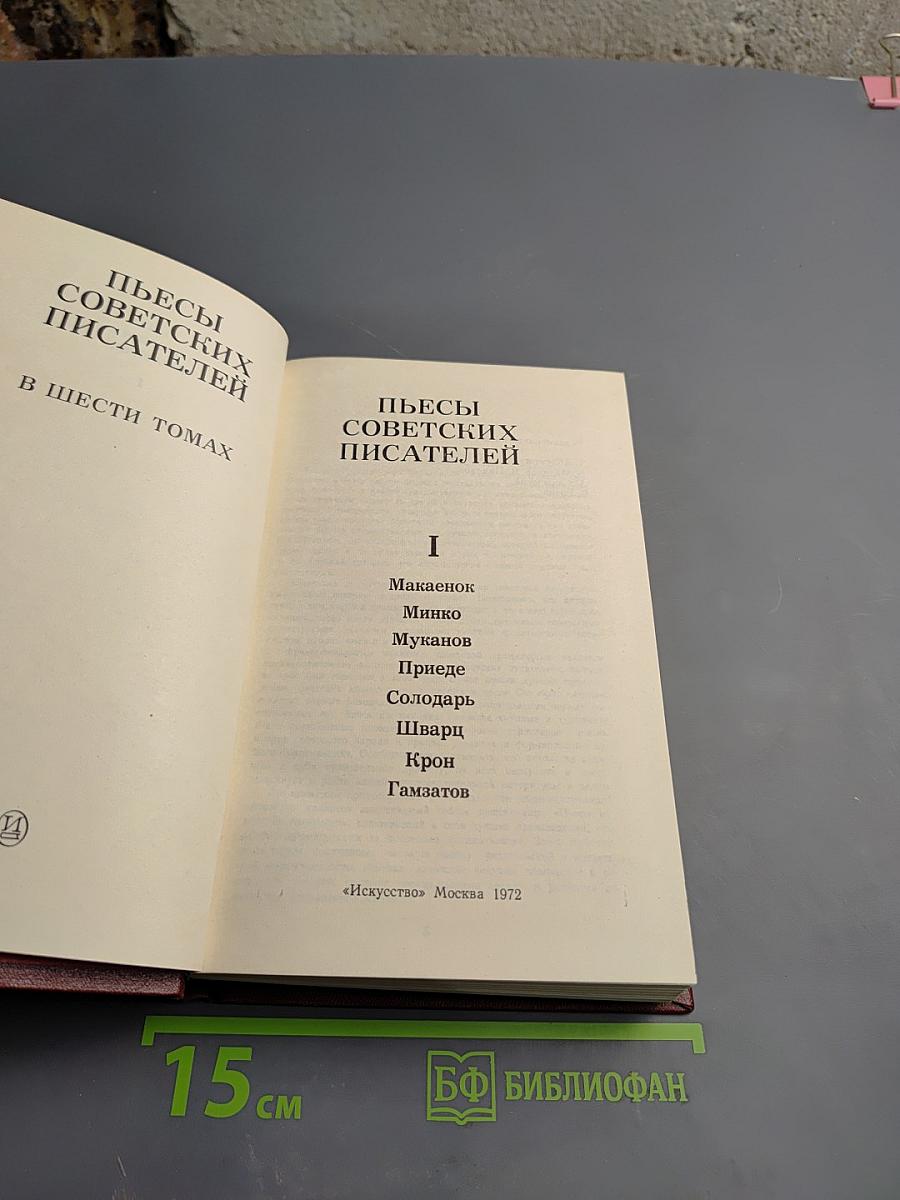 ПЬЕСЫ
СОВЕТСКИХ
ПИСАТЕЛЕЙ
В ШЕСТИ ТОМАХ
И
ПЬЕСЫ
СОВЕТСКИХ
ПИСАТЕЛЕЙ
I
Макаенок
Минко
Муканов
Приеде
Солодарь
Шварц
Крон
Гамзатов
«Искусство» Москва 1972
15 см
БФ БИБЛИОФАН